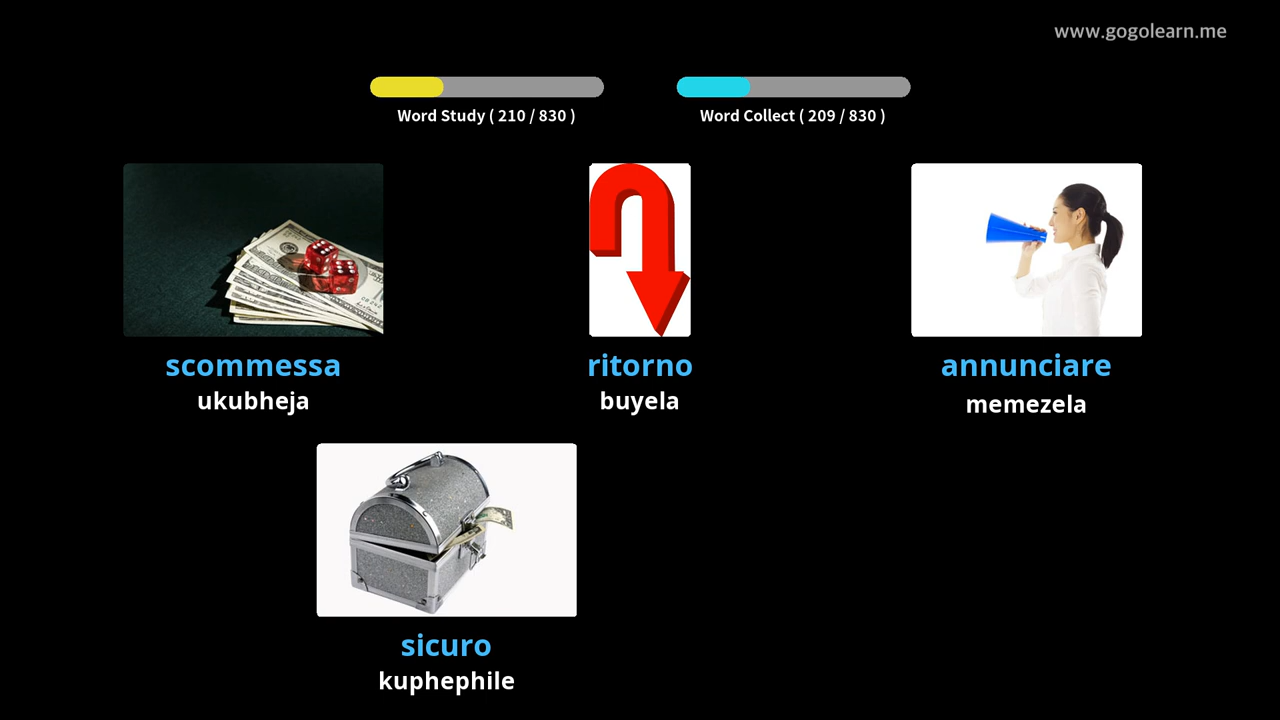 www.gogolearn.me
Word Study ( 210 / 830 )
Word Collect ( 209 / 830 )
scommessa
ukubheja
ritorno
buyela
annunciare
memezela
sicuro
kuphephile